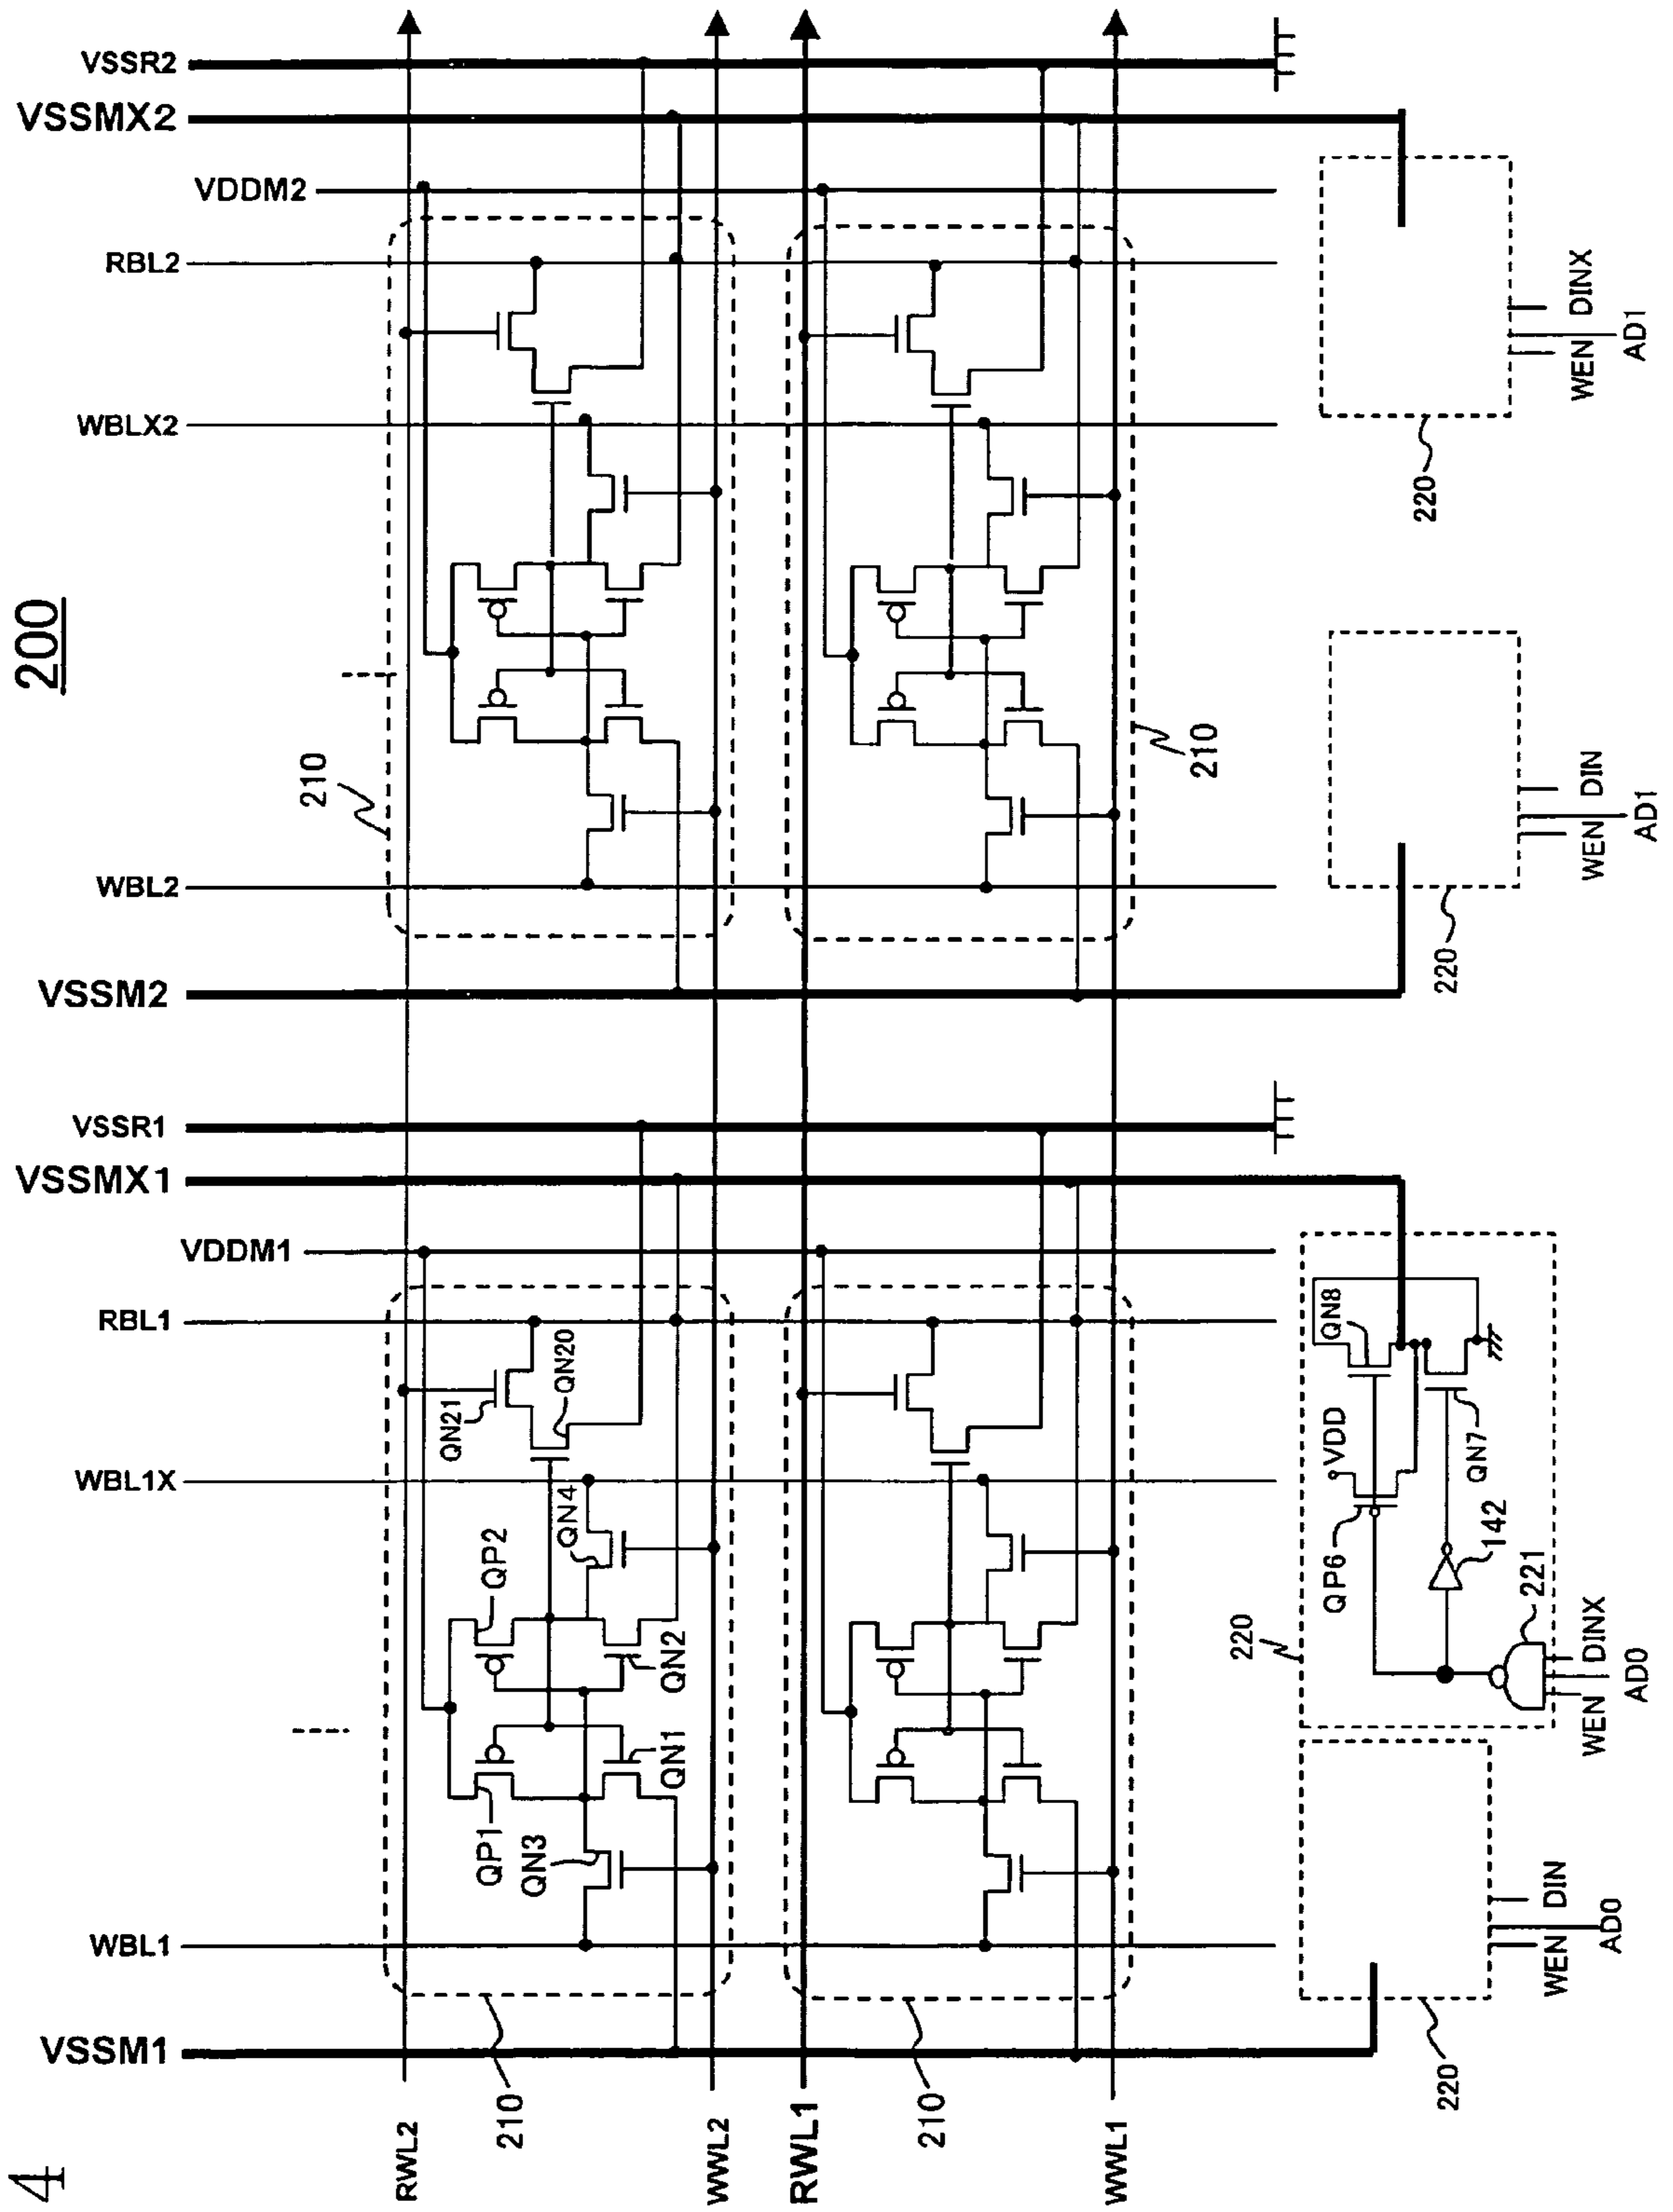 4
200
VSSM1
WBL1
WBL1X
RBL1
VDDM1
VSSMX1
VSSR1
VSSM2
WBL2
WBLX2
RBL2
VDDM2
VSSMX2
VSSR2
RWL2
210
WWL2
RWL1
210
WWL1
QP1
QN3
QN1
QP2
QN2
QN4
QN21
QN20
210
210
220
WEN
DIN
AD0
220
QP6
VDD
QN8
QN7
142
221
WEN
DINX
AD0
220
WEN
DIN
AD1
220
WEN
DINX
AD1